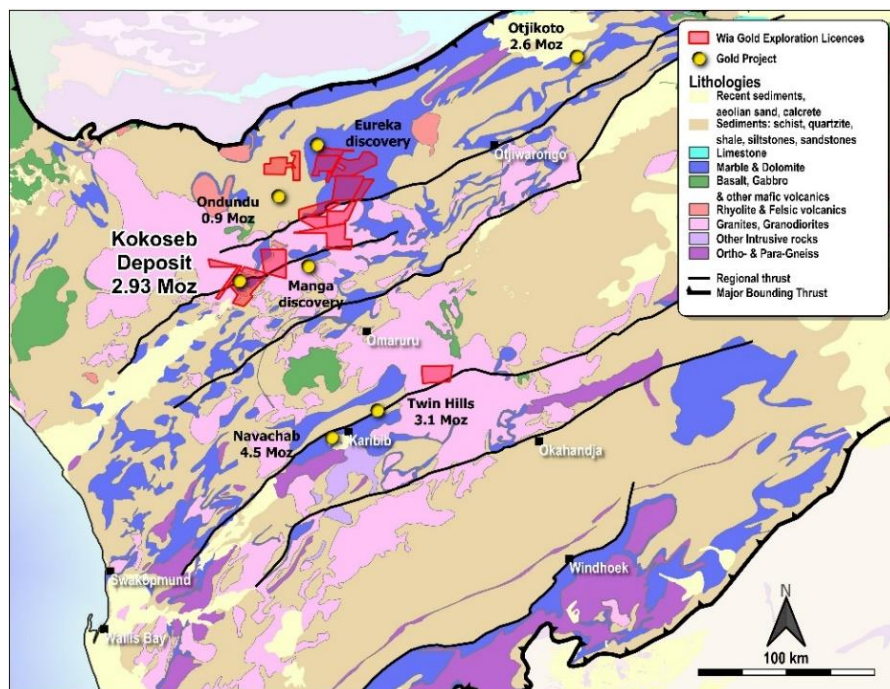 Otjikoto
2.6 Moz
Eureka
discovery
Otjiwarongo
Ondundu
0.9 Moz
Kokoseb
Deposit
2.93 Moz
Manga
discovery
Omaruru
Twin Hills
3.1 Moz
Navachab
4.5 Moz
Karibib
Okahandja
Swakopmund
Windhoek
Wallis Bay
Wia Gold Exploration Licences
Gold Project
Lithologies
Recent sediments,
aeolian sand, calcrete
Sediments: schist, quartzite,
shale, siltstones, sandstones
Limestone
Marble & Dolomite
Basalt, Gabbro
& other mafic volcanics
Rhyolite & Felsic volcanics
Granites, Granodiorites
Other Intrusive rocks
Ortho- & Para-Gneiss
Regional thrust
Major Bounding Thrust
N
100 km